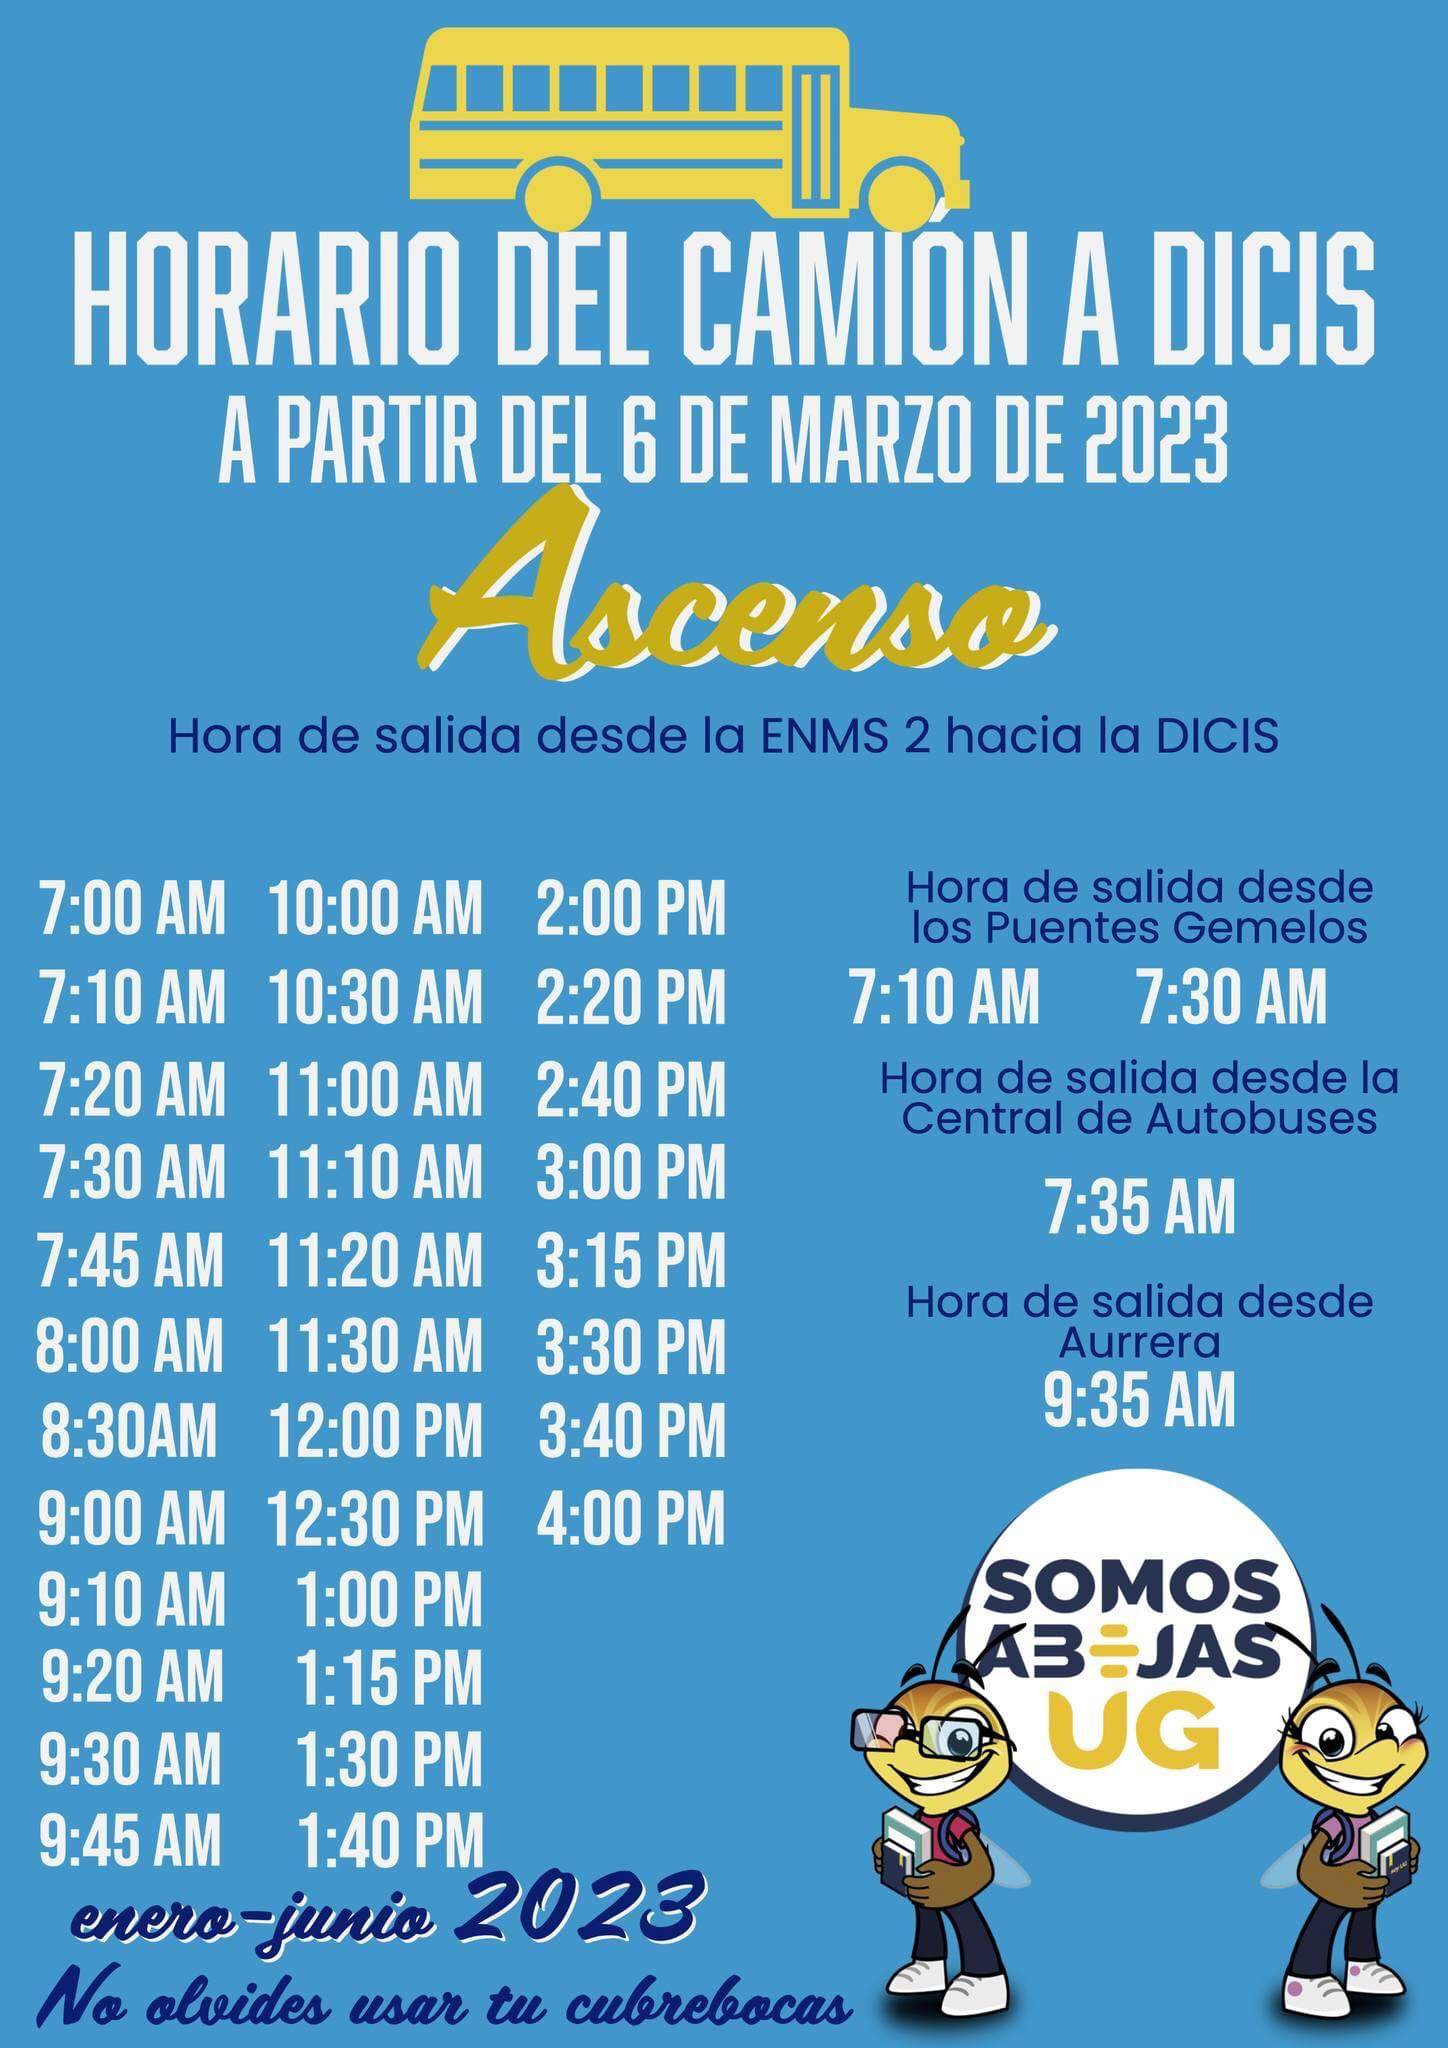 HORARIO DEL CAMIÓN A DICIS
A PARTIR DEL 6 DE MARZO DE 2023
Ascenso
Hora de salida desde la ENMS 2 hacia la DICIS
7:00 AM 10:00 AM 2:00 PM
7:10 AM 10:30 AM 2:20 PM
7:20 AM 11:00 AM 2:40 PM
7:30 AM 11:10 AM 3:00 PM
7:45 AM 11:20 AM 3:15 PM
8:00 AM 11:30 AM 3:30 PM
8:30AM 12:00 PM 3:40 PM
9:00 AM 12:30 PM 4:00 PM
9:10 AM 1:00 PM
9:20 AM 1:15 PM
9:30 AM 1:30 PM
9:45 AM 1:40 PM
Hora de salida desde
los Puentes Gemelos
7:10 AM 7:30 AM
Hora de salida desde la
Central de Autobuses
7:35 AM
Hora de salida desde
Aurrera
9:35 AM
SOMOS
ABEJAS
UG
enero-junio 2023
No olvides usar tu cubrebocas